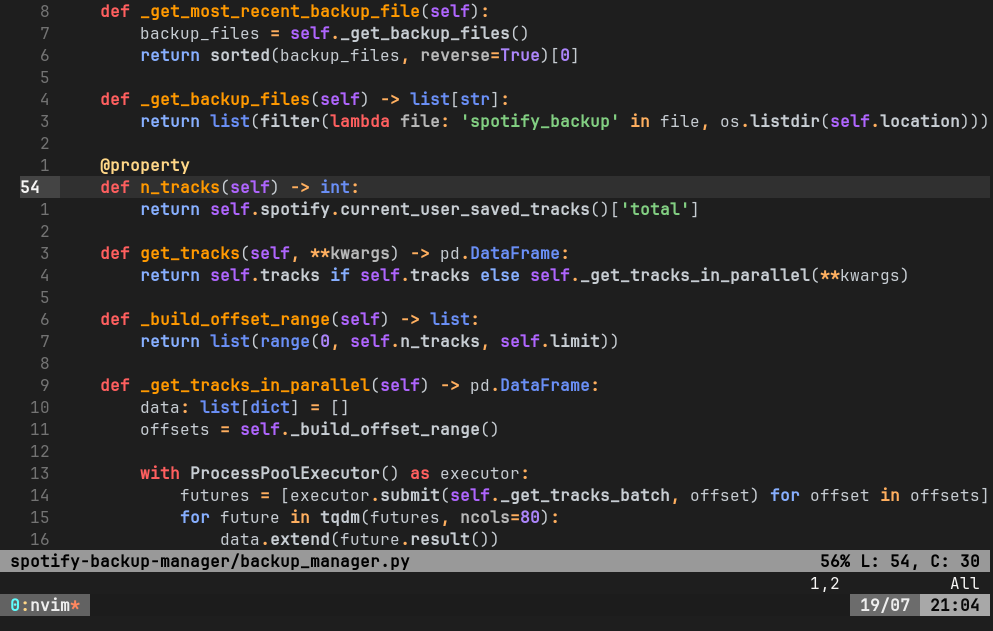 8     def _get_most_recent_backup_file(self):
7         backup_files = self._get_backup_files()
6         return sorted(backup_files, reverse=True)[0]
5
4     def _get_backup_files(self) -> list[str]:
3         return list(filter(lambda file: 'spotify_backup' in file, os.listdir(self.location)))
2
1     @property
54    def n_tracks(self) -> int:
1         return self.spotify.current_user_saved_tracks()['total']
2
3     def get_tracks(self, **kwargs) -> pd.DataFrame:
4         return self.tracks if self.tracks else self._get_tracks_in_parallel(**kwargs)
5
6     def _build_offset_range(self) -> list:
7         return list(range(0, self.n_tracks, self.limit))
8
9     def _get_tracks_in_parallel(self) -> pd.DataFrame:
10        data: list[dict] = []
11        offsets = self._build_offset_range()
12
13        with ProcessPoolExecutor() as executor:
14            futures = [executor.submit(self._get_tracks_batch, offset) for offset in offsets]
15            for future in tqdm(futures, ncols=80):
16                data.extend(future.result())
spotify-backup-manager/backup_manager.py 56% L: 54, C: 30
1,2 All
0:nvim* 19/07 21:04